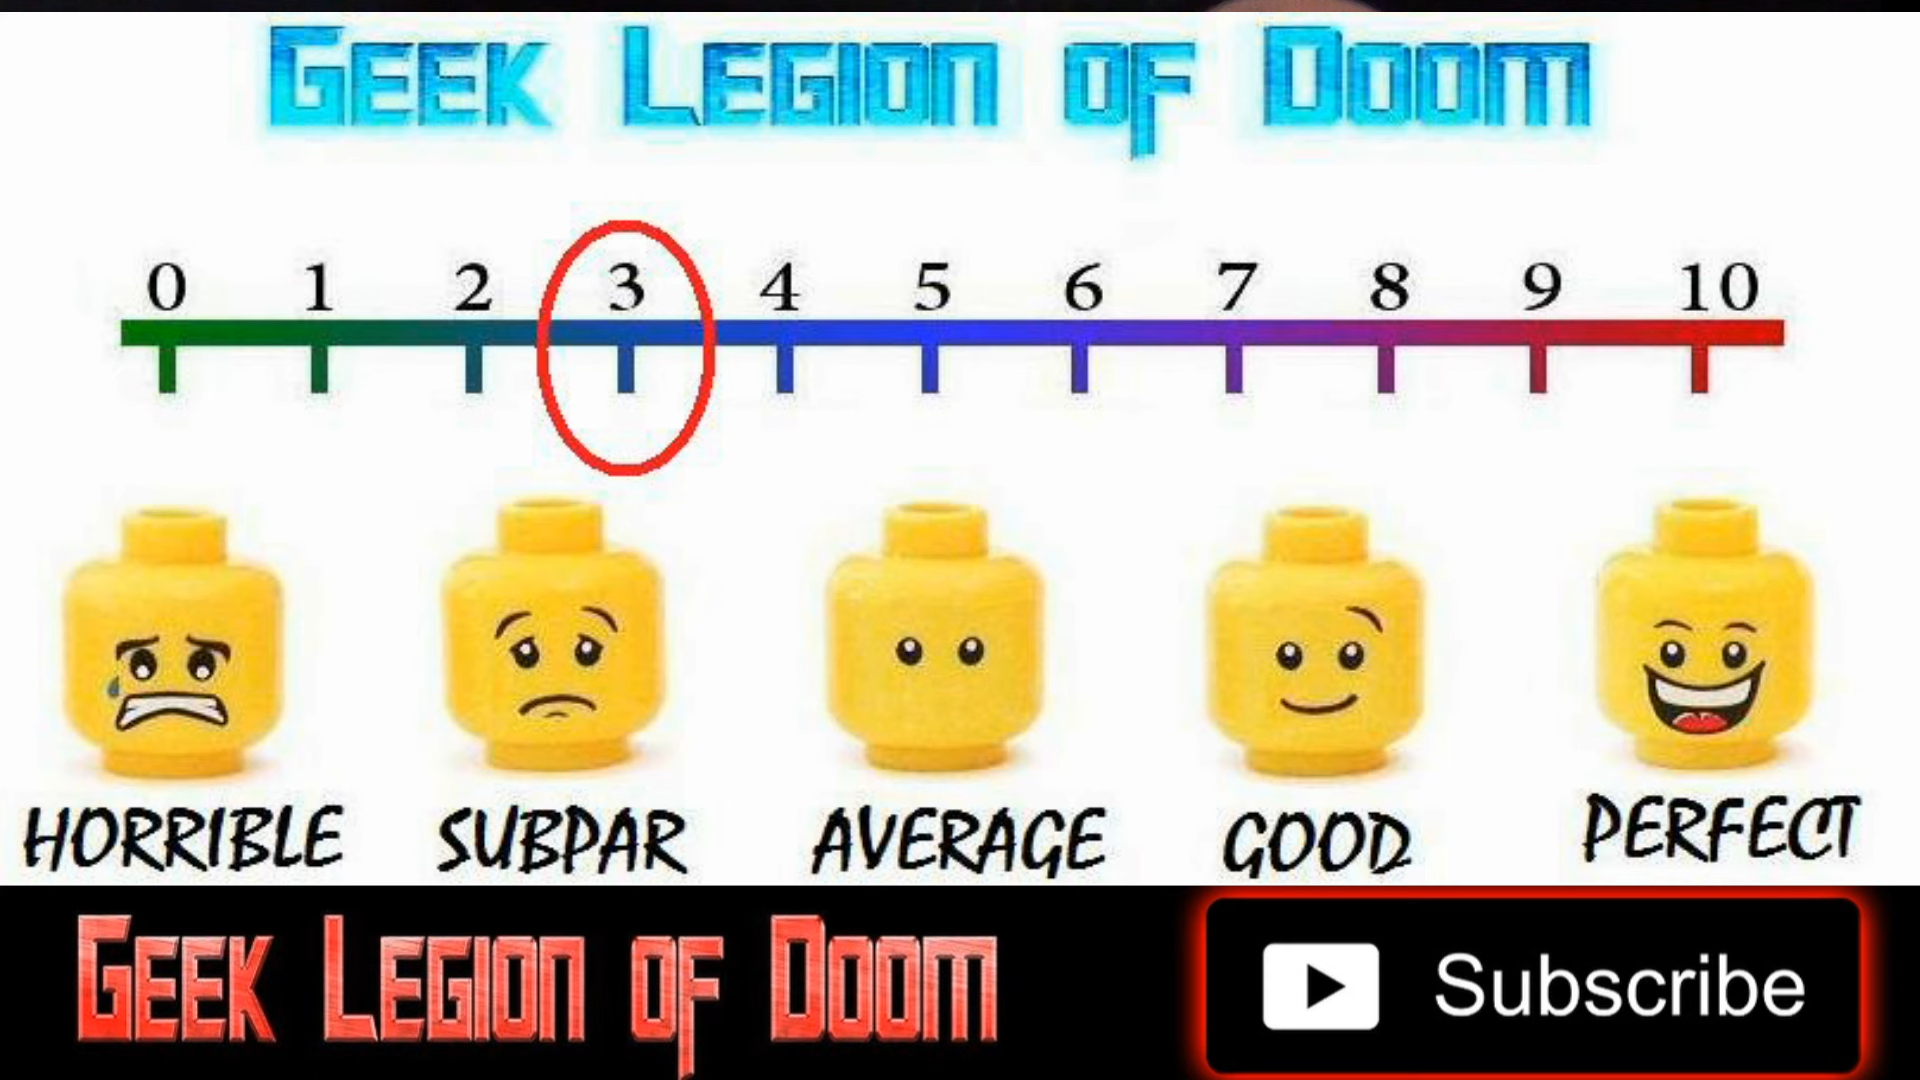 GEEK LEGION OF DOOM
0 1 2 3 4 5 6 7 8 9 10
HORRIBLE SUBPAR AVERAGE GOOD PERFECT
GEEK LEGION OF DOOM
Subscribe